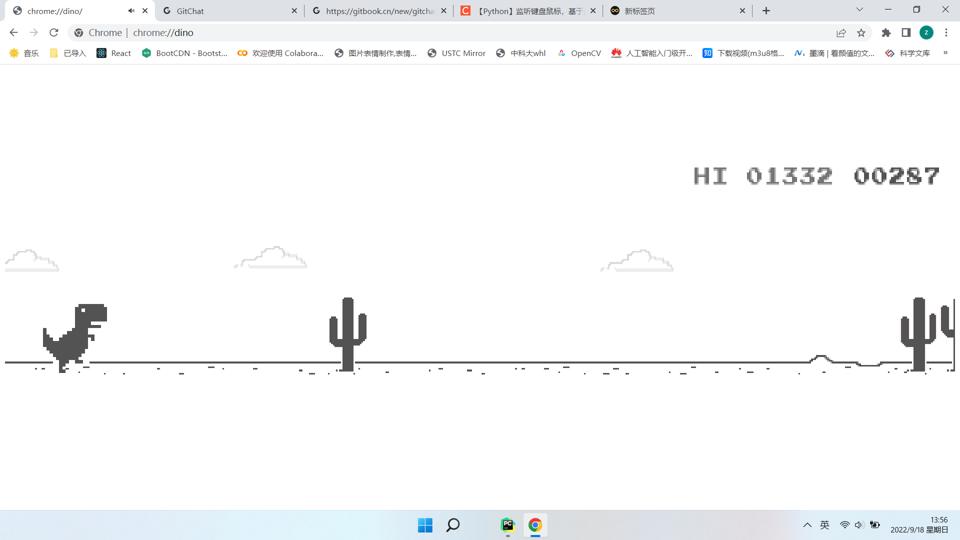 chrome://dino/
GitChat
https://gitbook.cn/new/gitcha
【Python】监听键盘鼠标，基于
新标签页
Chrome | chrome://dino
音乐
已导入
React
BootCDN - Bootst...
欢迎使用 Colabora...
图片表情制作,表情...
USTC Mirror
中科大whl
OpenCV
人工智能入门级开...
下载视频(m3u8格...
墨滴 | 看颜值的文...
科学文库
»
HI 01332 00287
英
13:56
2022/9/18 星期日